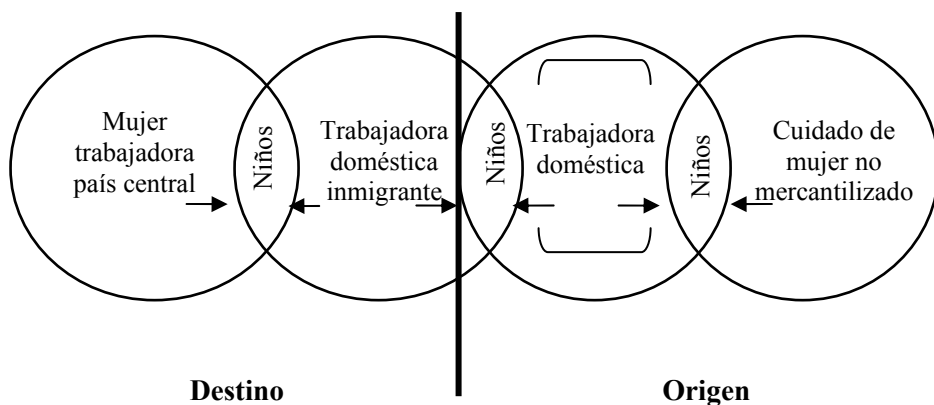 Mujer
trabajadora
país central
Niños
Trabajadora
doméstica
inmigrante
Niños
Trabajadora
doméstica
Niños
Cuidado de
mujer no
mercantilizado
Destino
Origen